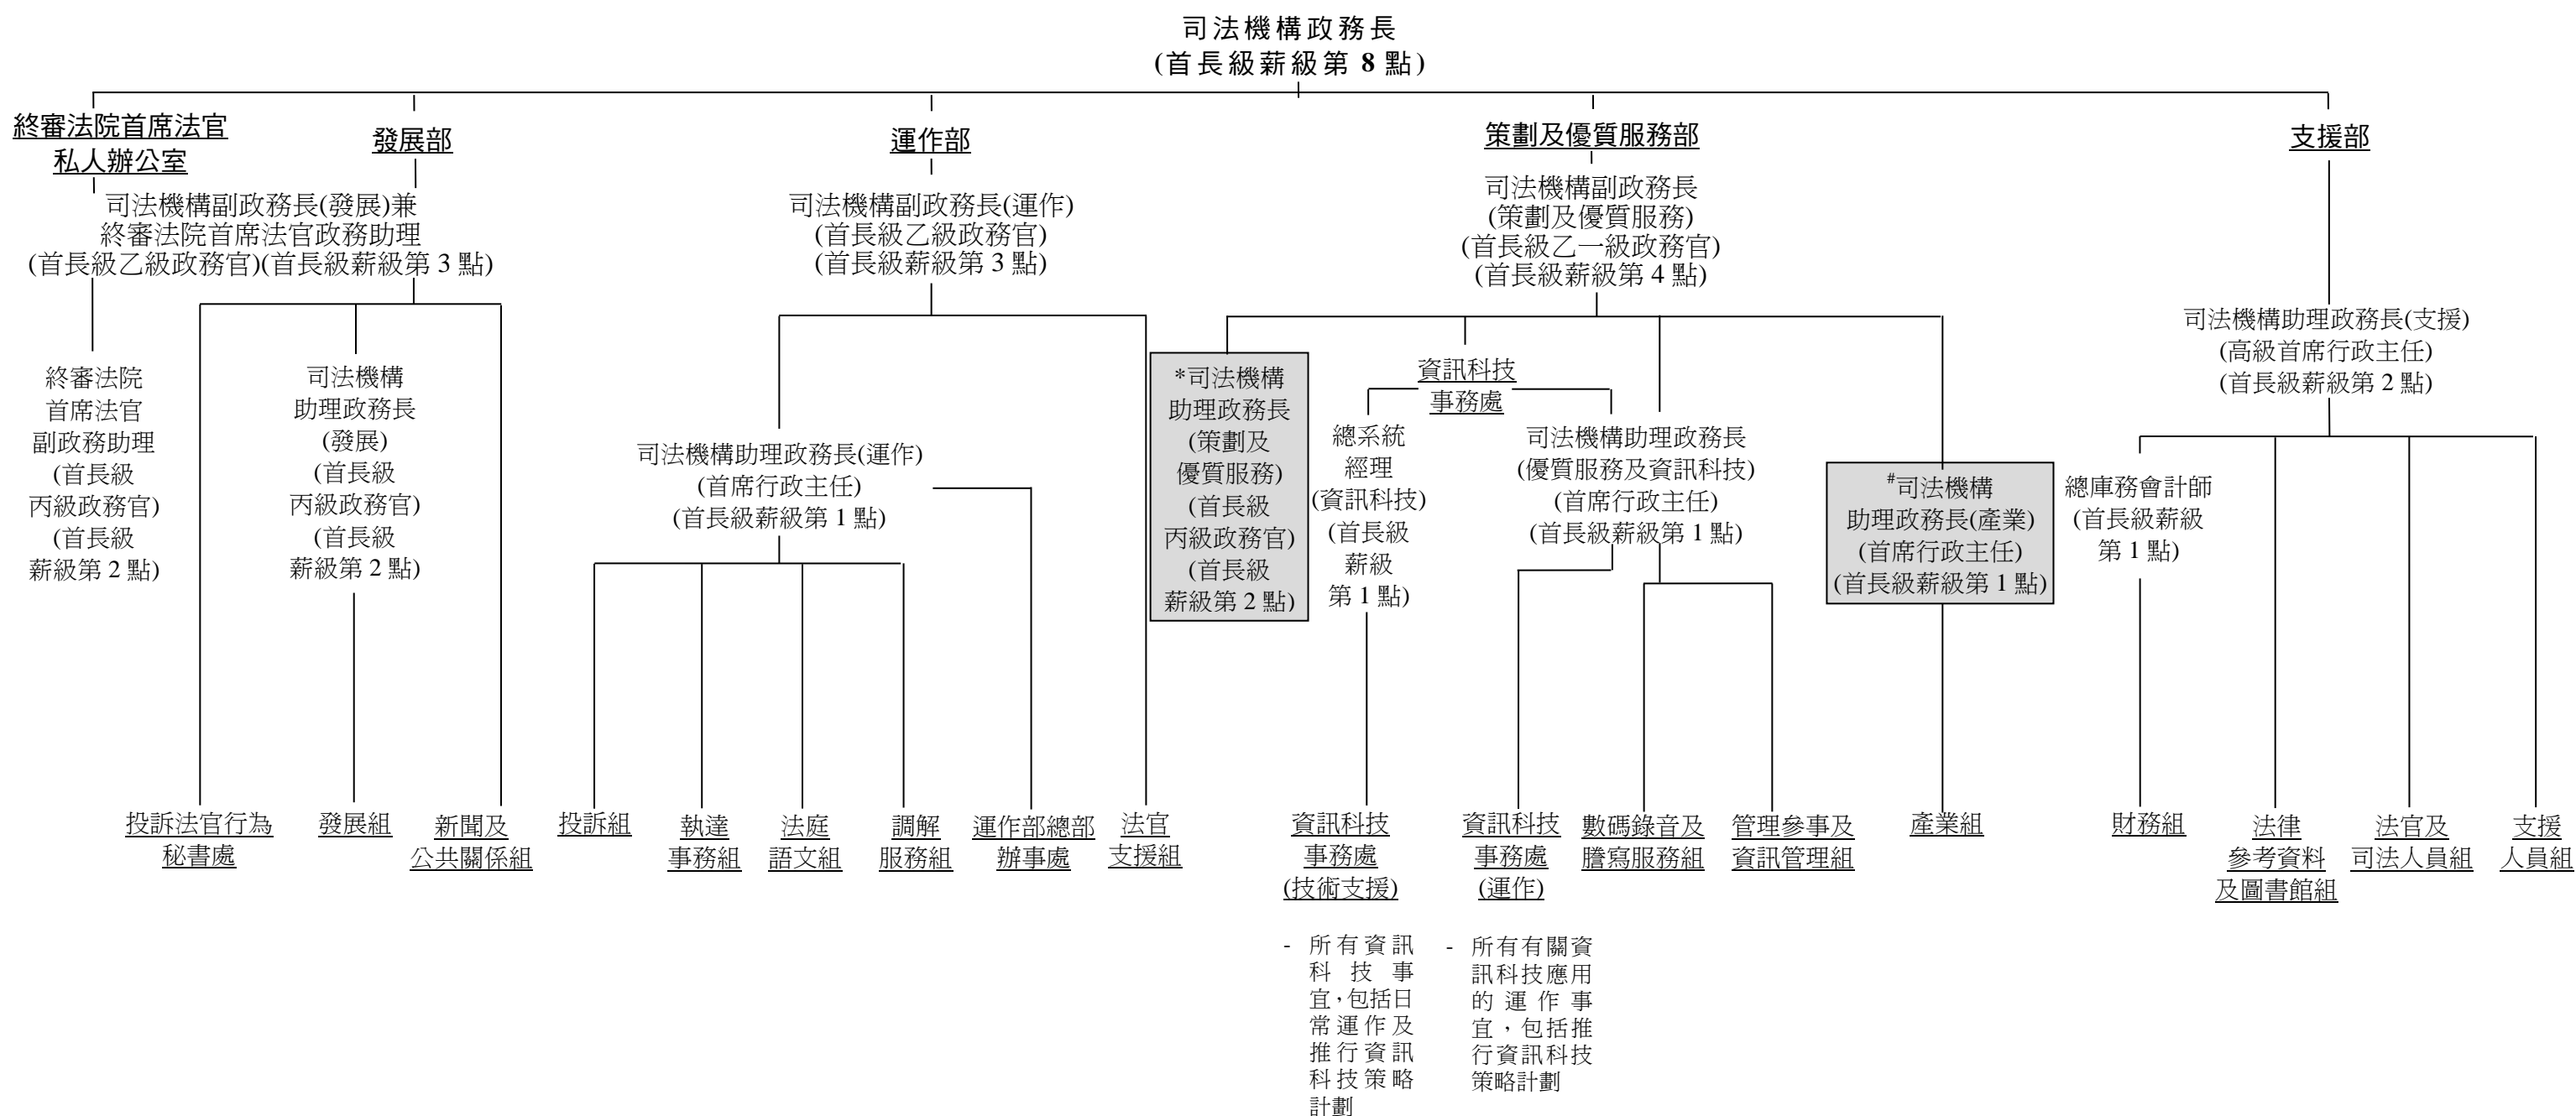 司法機構政務長
(首長級薪級第 8 點)
終審法院首席法官
私人辦公室
發展部
運作部
策劃及優質服務部
支援部
司法機構副政務長(發展)兼
終審法院首席法官政務助理
(首長級乙級政務官)(首長級薪級第 3 點)
司法機構副政務長(運作)
(首長級乙級政務官)
(首長級薪級第 3 點)
司法機構副政務長
(策劃及優質服務)
(首長級乙一級政務官)
(首長級薪級第 4 點)
司法機構助理政務長(支援)
(高級首席行政主任)
(首長級薪級第 2 點)
終審法院
首席法官
副政務助理
(首長級
丙級政務官)
(首長級
薪級第 2 點)
司法機構
助理政務長
(發展)
(首長級
丙級政務官)
(首長級
薪級第 2 點)
司法機構助理政務長(運作)
(首席行政主任)
(首長級薪級第 1 點)
*司法機構
助理政務長
(策劃及
優質服務)
(首長級
丙級政務官)
(首長級
薪級第 2 點)
資訊科技
事務處
總系統
經理
(資訊科技)
(首長級
薪級
第 1 點)
司法機構助理政務長
(優質服務及資訊科技)
(首席行政主任)
(首長級薪級第 1 點)
#司法機構
助理政務長(產業)
(首席行政主任)
(首長級薪級第 1 點)
總庫務會計師
(首長級薪級
第 1 點)
投訴法官行為
秘書處
發展組
新聞及
公共關係組
投訴組
執達
事務組
法庭
語文組
調解
服務組
運作部總部
辦事處
法官
支援組
資訊科技
事務處
(技術支援)
資訊科技
事務處
(運作)
數碼錄音及
謄寫服務組
管理參事及
資訊管理組
產業組
財務組
法律
參考資料
及圖書館組
法官及
司法人員組
支援
人員組
- 所有資訊
科技事
宜,包括日
常運作及
推行資訊
科技策略
計劃
- 所有有關資
訊科技應用
的運作事
宜,包括推
行資訊科技
策略計劃